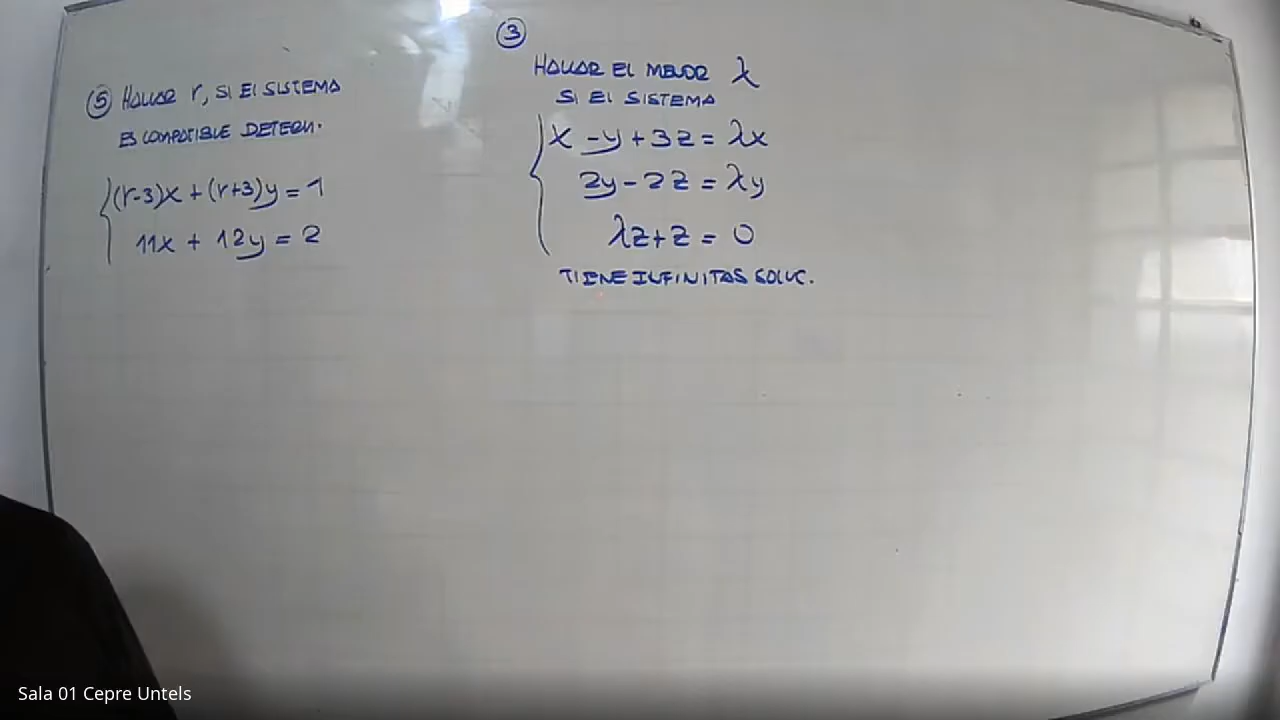 ⑤ HALLAR r, SI EL SISTEMA
ES COMPATIBLE DETERM.
(r-3)x + (r+3)y = 1
11x + 12y = 2
③
HALLAR EL MENOR λ
SI EL SISTEMA
x - y + 3z = λx
2y - 2z = λy
λz + z = 0
TIENE INFINITAS SOLUC.
Sala 01 Cepre Untels